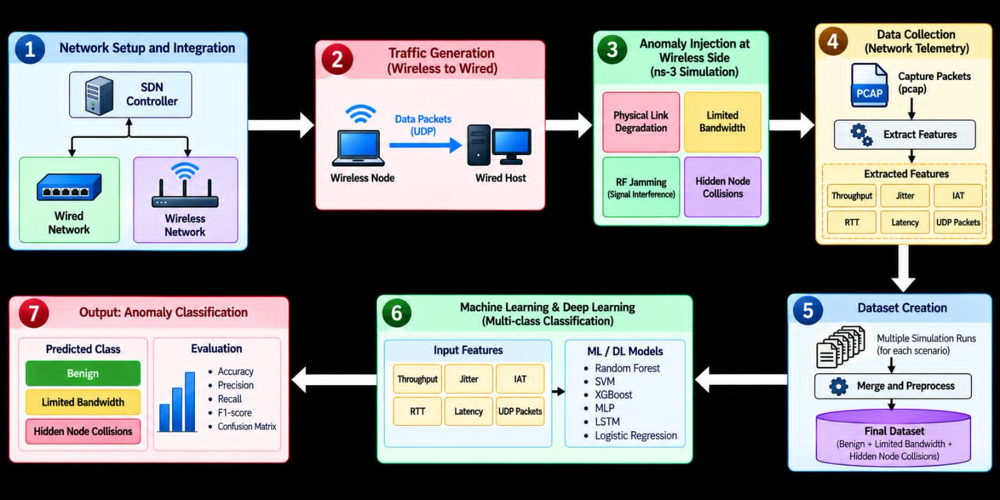 1
Network Setup and Integration
SDN
Controller
Wired
Network
Wireless
Network
2
Traffic Generation
(Wireless to Wired)
Data Packets
(UDP)
Wireless Node
Wired Host
3
Anomaly Injection at
Wireless Side
(ns-3 Simulation)
Physical Link
Degradation
Limited
Bandwidth
RF Jamming
(Signal Interference)
Hidden Node
Collisions
4
Data Collection
(Network Telemetry)
PCAP
Capture Packets
(pcap)
Extract Features
Extracted Features
Throughput
Jitter
IAT
RTT
Latency
UDP Packets
5
Dataset Creation
Multiple Simulation Runs
(for each scenario)
Merge and Preprocess
Final Dataset
(Benign + Limited Bandwidth +
Hidden Node Collisions)
6
Machine Learning & Deep Learning
(Multi-class Classification)
Input Features
Throughput
Jitter
IAT
RTT
Latency
UDP Packets
ML / DL Models
• Random Forest
• SVM
• XGBoost
• MLP
• LSTM
• Logistic Regression
7
Output: Anomaly Classification
Predicted Class
Benign
Limited Bandwidth
Hidden Node Collisions
Evaluation
• Accuracy
• Precision
• Recall
• F1-score
• Confusion Matrix